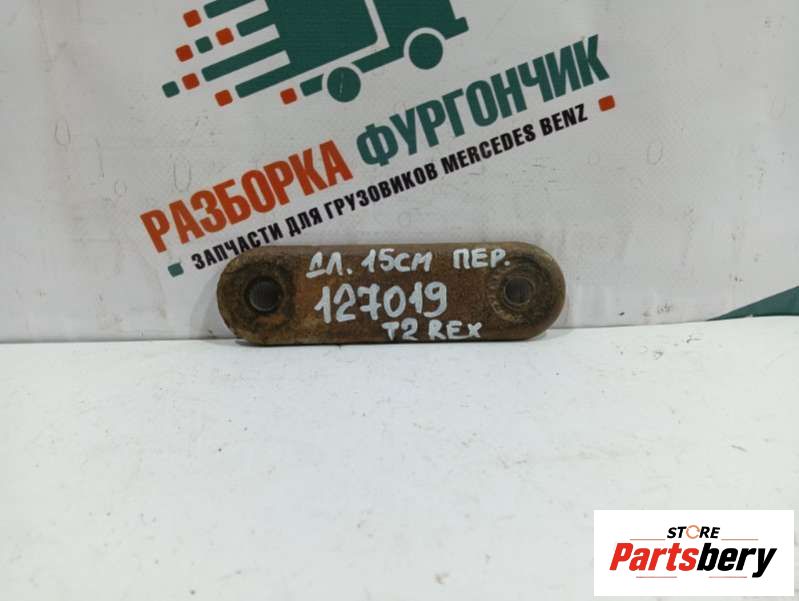 РАЗБОРКА ФУРГОНЧИК
ЗАПЧАСТИ ДЛЯ ГРУЗОВИКОВ MERCEDES BENZ
ДЛ. 15СМ ПЕР.
127019
T2 REX
STORE
Partsbery